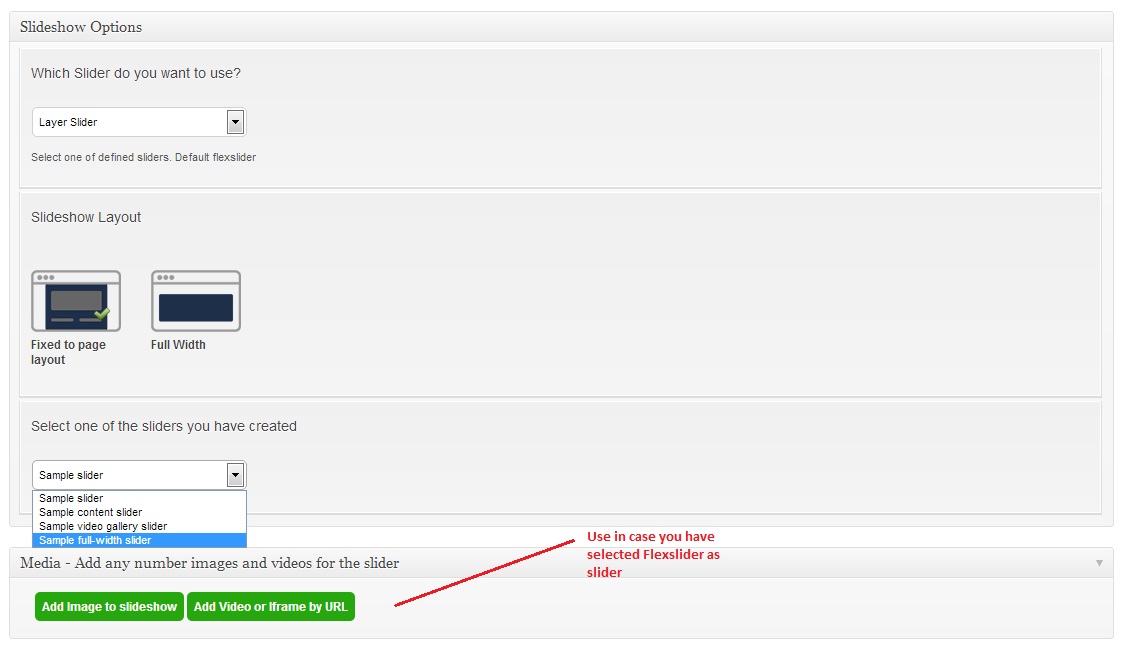 Slideshow Options
Which Slider do you want to use?
Layer Slider
Select one of defined sliders. Default flexslider
Slideshow Layout
Fixed to page
layout
Full Width
Select one of the sliders you have created
Sample slider
Sample slider
Sample content slider
Sample video gallery slider
Sample full-width slider
Use in case you have
selected Flexslider as
slider
Media - Add any number images and videos for the slider
Add Image to slideshow
Add Video or Iframe by URL